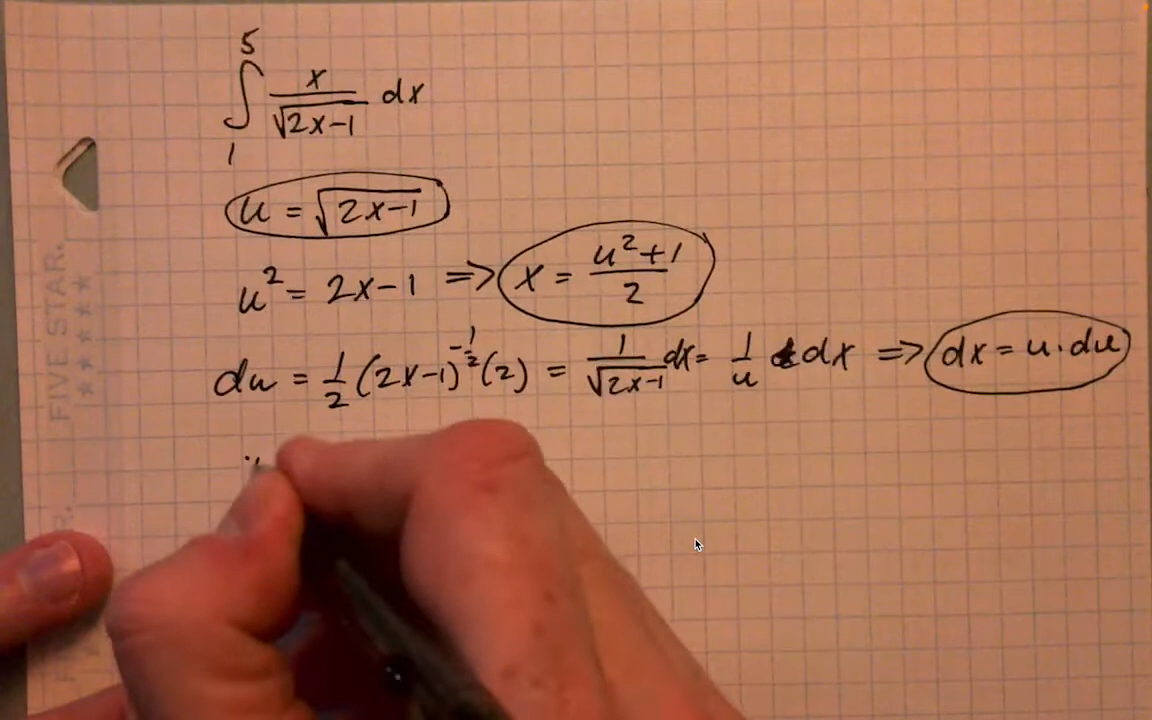 ∫₁⁵ x/√(2x-1) dx
u = √(2x-1)
u² = 2x-1 => x = (u²+1)/2
du = 1/2 (2x-1)^(-1/2) (2) = 1/√(2x-1) dx = 1/u dx => dx = u·du
FIVE STAR.
★★★★★